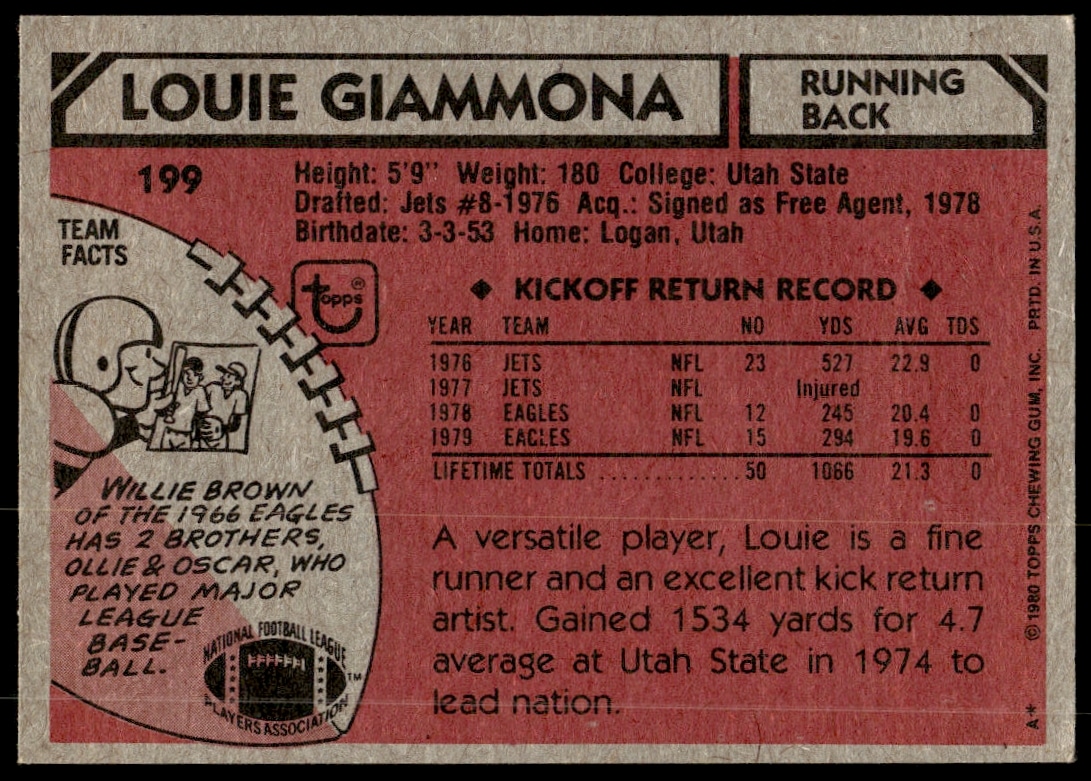 LOUIE GIAMMONA
RUNNING
BACK
199
Height: 5'9" Weight: 180 College: Utah State
Drafted: Jets #8-1976 Acq.: Signed as Free Agent, 1978
Birthdate: 3-3-53 Home: Logan, Utah
TEAM
FACTS
Topps ®
◆ KICKOFF RETURN RECORD ◆
YEAR TEAM NO YDS AVG TDS
1976 JETS NFL 23 527 22.9 0
1977 JETS NFL Injured
1978 EAGLES NFL 12 245 20.4 0
1979 EAGLES NFL 15 294 19.6 0
LIFETIME TOTALS ............. 50 1066 21.3 0
WILLIE BROWN
OF THE 1966 EAGLES
HAS 2 BROTHERS,
OLLIE & OSCAR, WHO
PLAYED MAJOR
LEAGUE
BASE-
BALL.
NATIONAL FOOTBALL LEAGUE
PLAYERS ASSOCIATION
TM
A versatile player, Louie is a fine
runner and an excellent kick return
artist. Gained 1534 yards for 4.7
average at Utah State in 1974 to
lead nation.
A* © 1980 TOPPS CHEWING GUM, INC. PRTD. IN U.S.A.